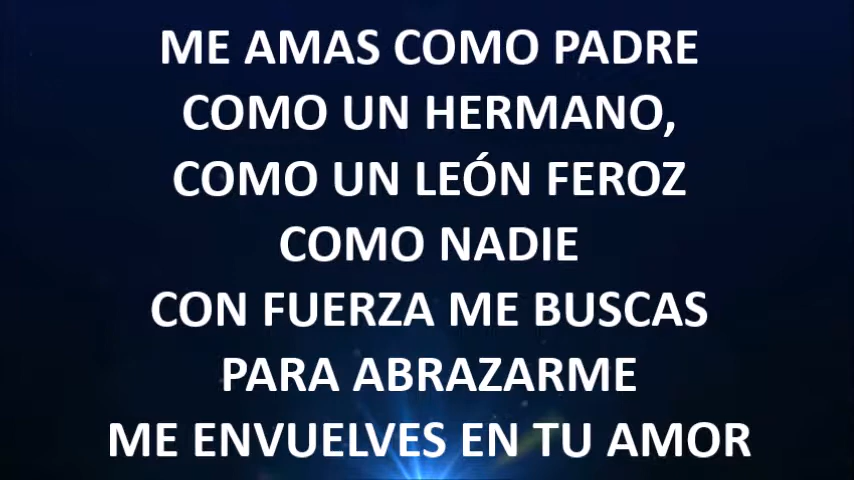 ME AMAS COMO PADRE
COMO UN HERMANO,
COMO UN LEÓN FEROZ
COMO NADIE
CON FUERZA ME BUSCAS
PARA ABRAZARME
ME ENVUELVES EN TU AMOR